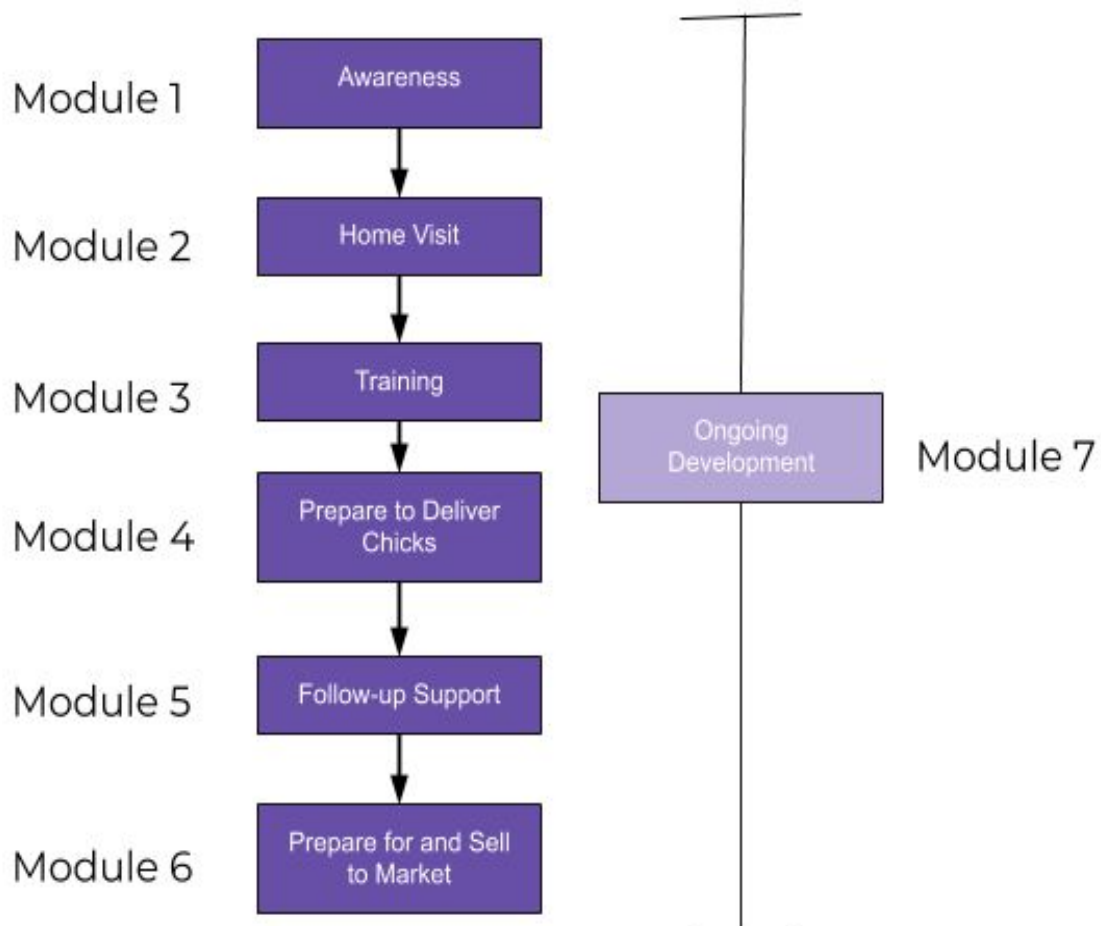 Module 1
Awareness
Module 2
Home Visit
Module 3
Training
Module 4
Prepare to Deliver
Chicks
Module 5
Follow-up Support
Module 6
Prepare for and Sell
to Market
Ongoing
Development
Module 7